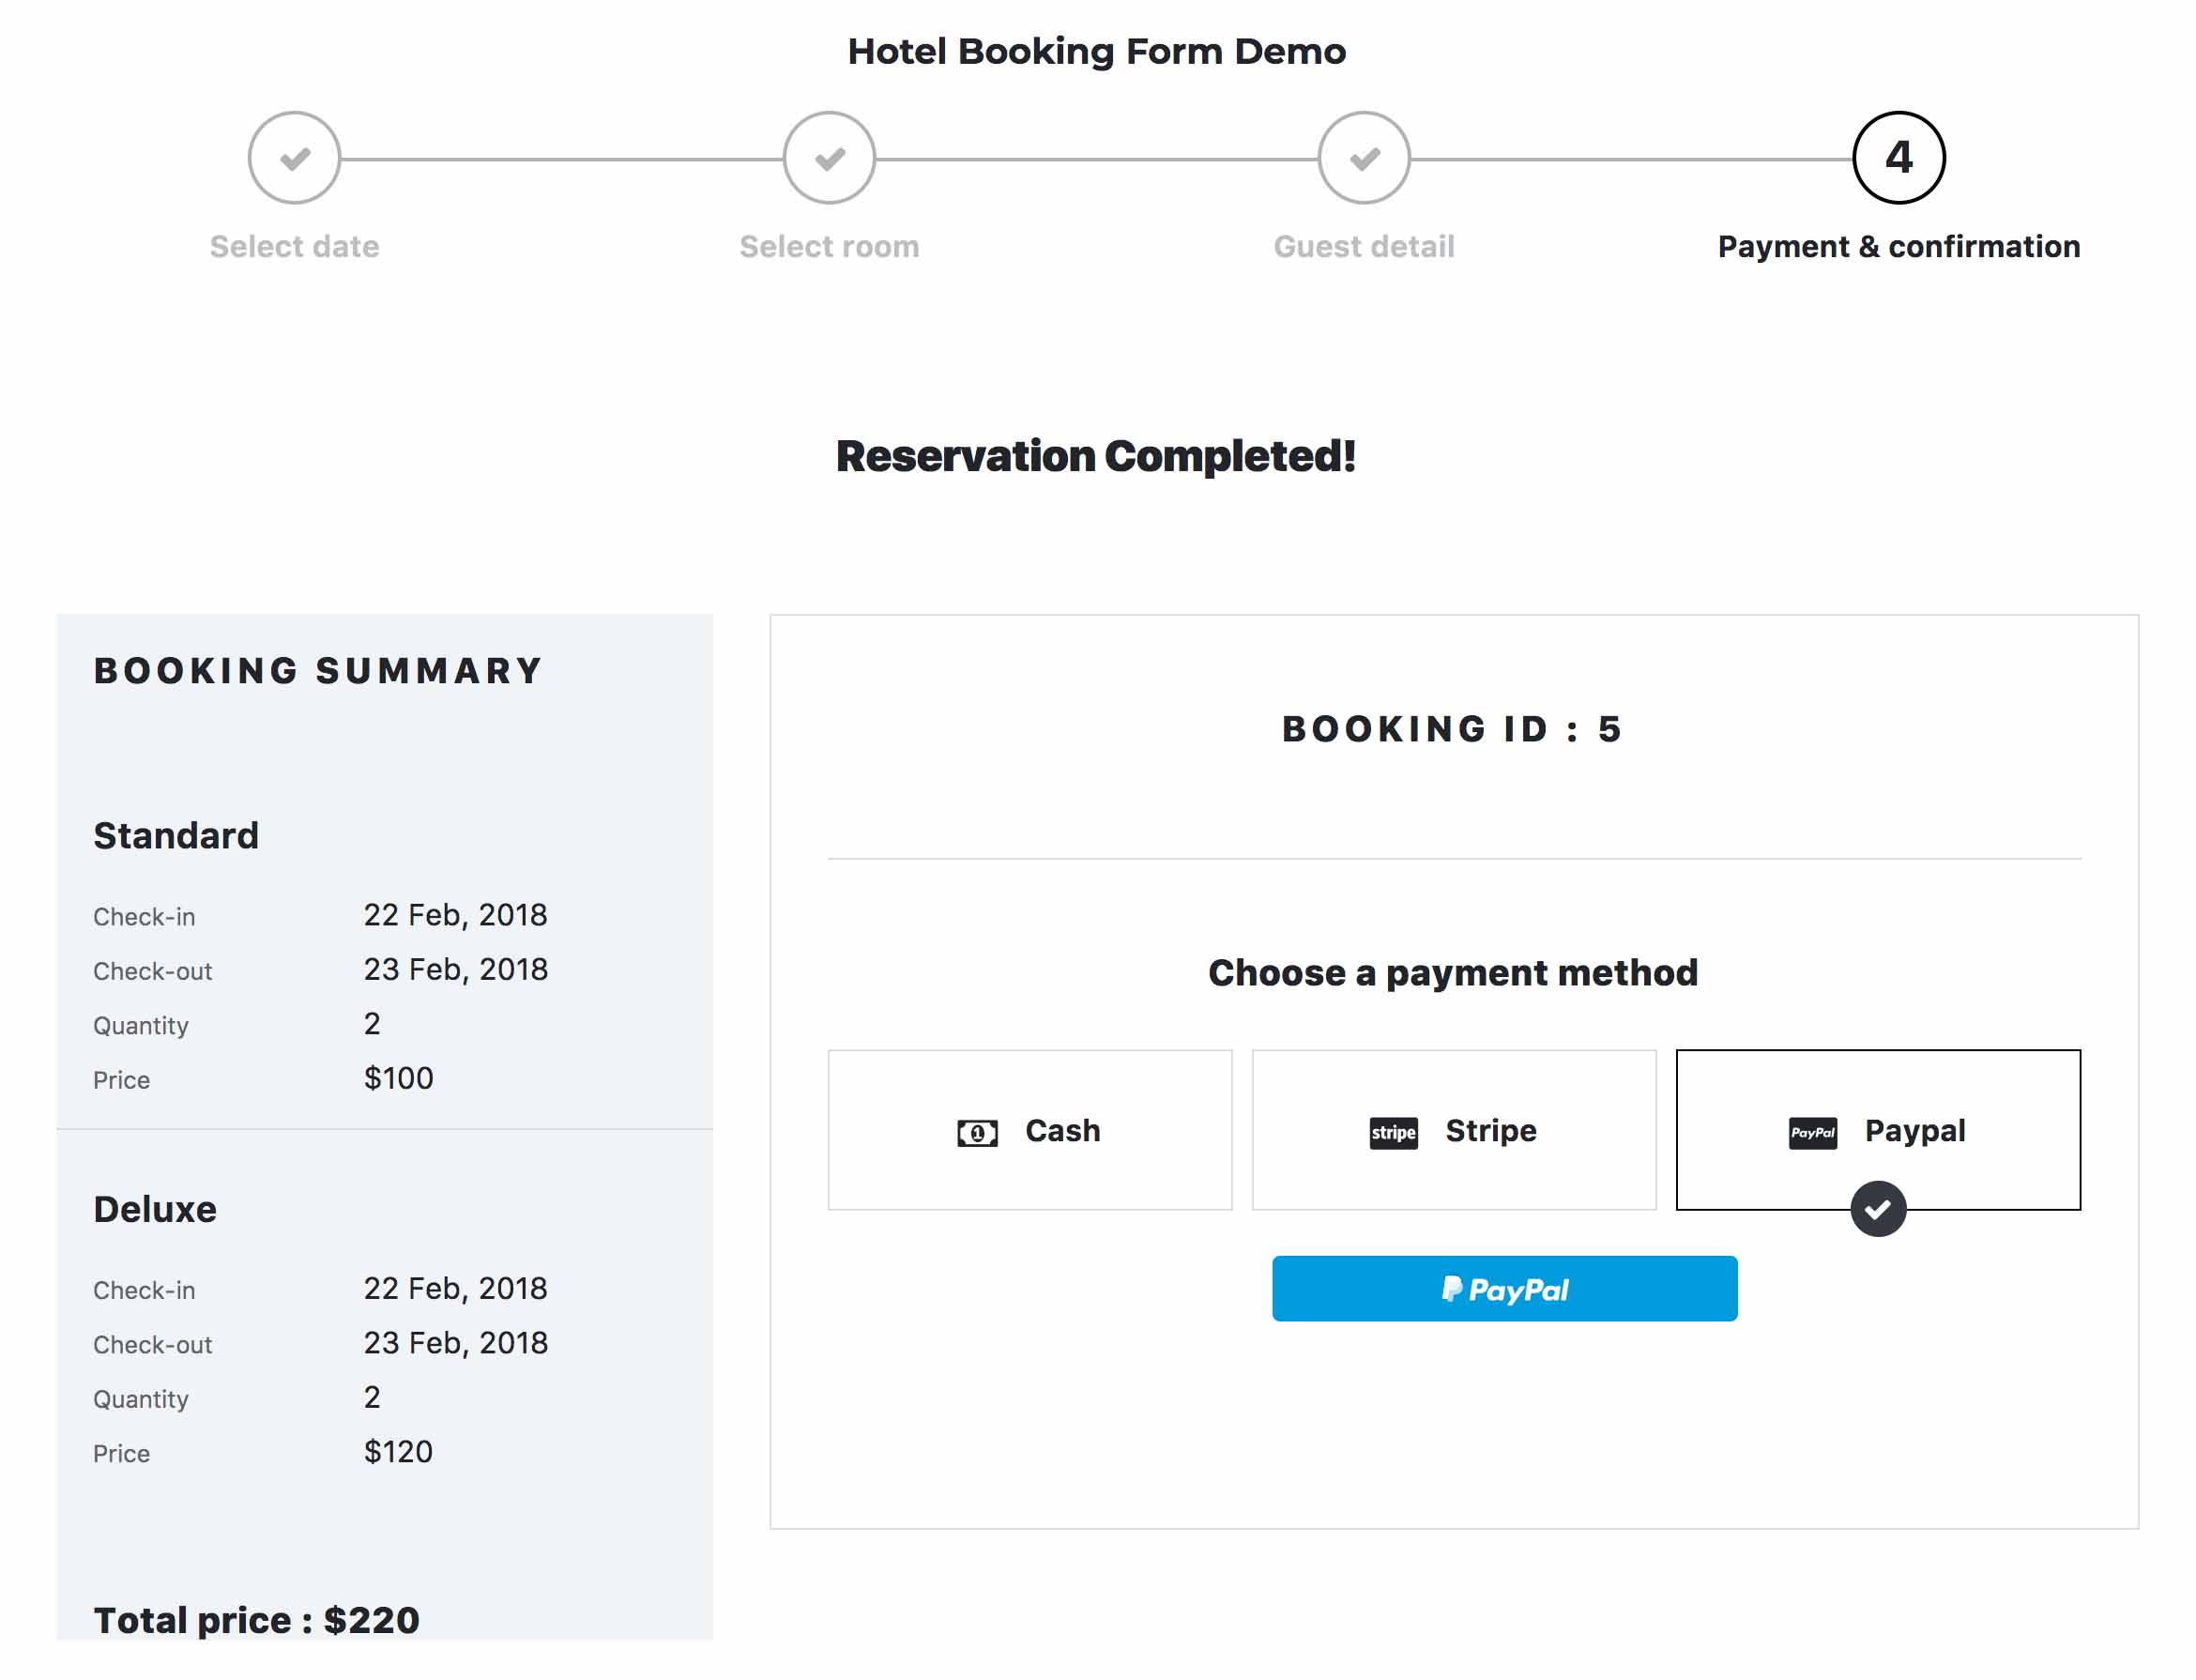 Hotel Booking Form Demo
4
Select date
Select room
Guest detail
Payment & confirmation
Reservation Completed!
BOOKING SUMMARY
Standard
Check-in 22 Feb, 2018
Check-out 23 Feb, 2018
Quantity 2
Price $100
Deluxe
Check-in 22 Feb, 2018
Check-out 23 Feb, 2018
Quantity 2
Price $120
Total price : $220
BOOKING ID : 5
Choose a payment method
1 Cash
stripe Stripe
PayPal Paypal
PayPal